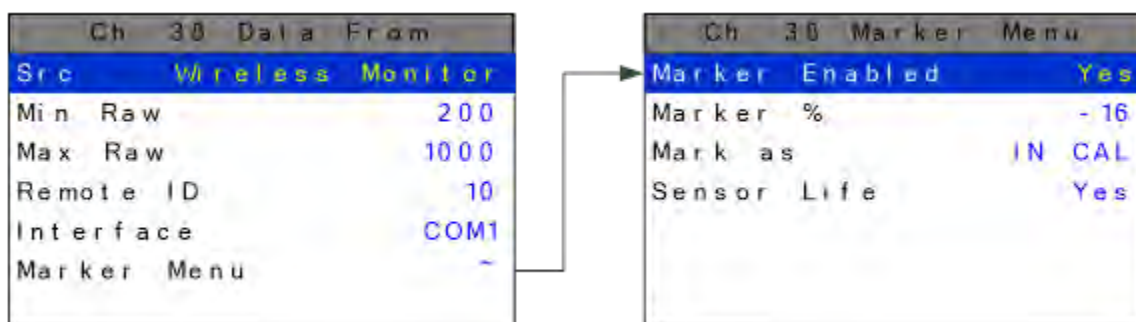 Ch 38 Data From
Src Wireless Monitor
Min Raw 200
Max Raw 1000
Remote ID 10
Interface COM1
Marker Menu ~
Ch 38 Marker Menu
Marker Enabled Yes
Marker % -16
Mark as IN CAL
Sensor Life Yes